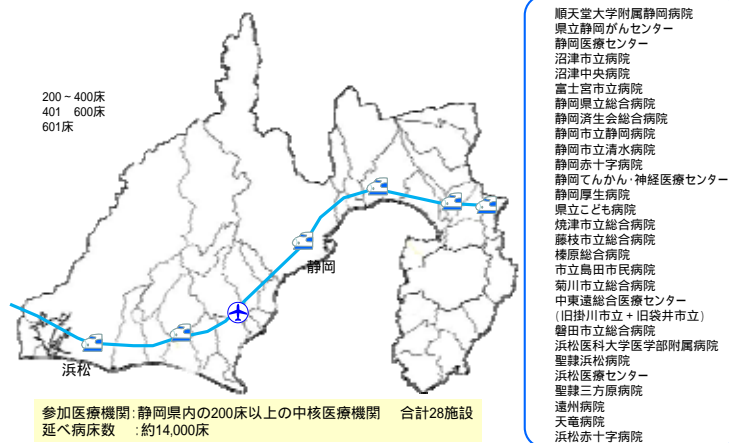 200～400床
401　600床
601床
静岡
浜松
参加医療機関:静岡県内の200床以上の中核医療機関　合計28施設
延べ病床数　:約14,000床
順天堂大学附属静岡病院
県立静岡がんセンター
静岡医療センター
沼津市立病院
沼津中央病院
富士宮市立病院
静岡県立総合病院
静岡済生会総合病院
静岡市立静岡病院
静岡市立清水病院
静岡赤十字病院
静岡てんかん･神経医療センター
静岡厚生病院
県立こども病院
焼津市立総合病院
藤枝市立総合病院
榛原総合病院
市立島田市民病院
菊川市立総合病院
中東遠総合医療センター
(旧掛川市立＋旧袋井市立)
磐田市立総合病院
浜松医科大学医学部附属病院
聖隷浜松病院
浜松医療センター
聖隷三方原病院
遠州病院
天竜病院
浜松赤十字病院